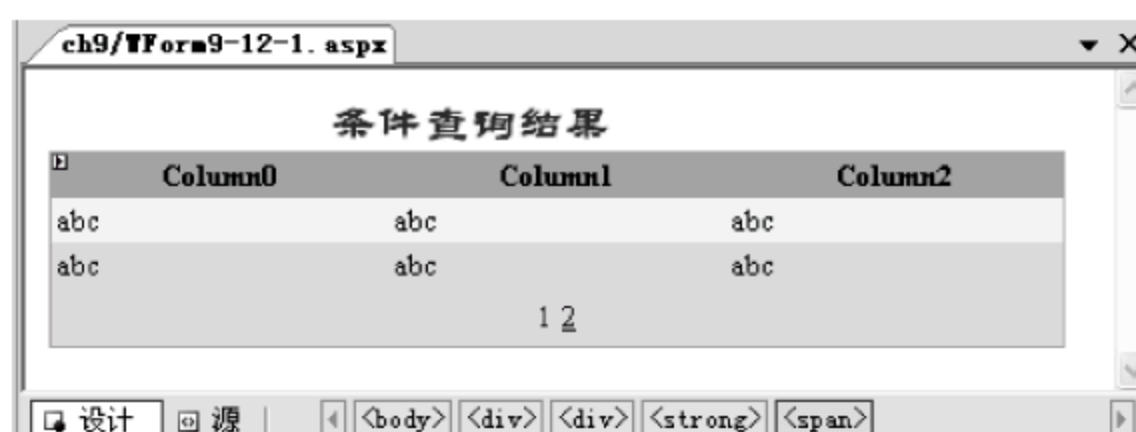 ch9/WForm9-12-1.aspx
条件查询结果
Column0 Column1 Column2
abc abc abc
abc abc abc
1 2
设计 源 <body> <div> <div> <strong> <span>